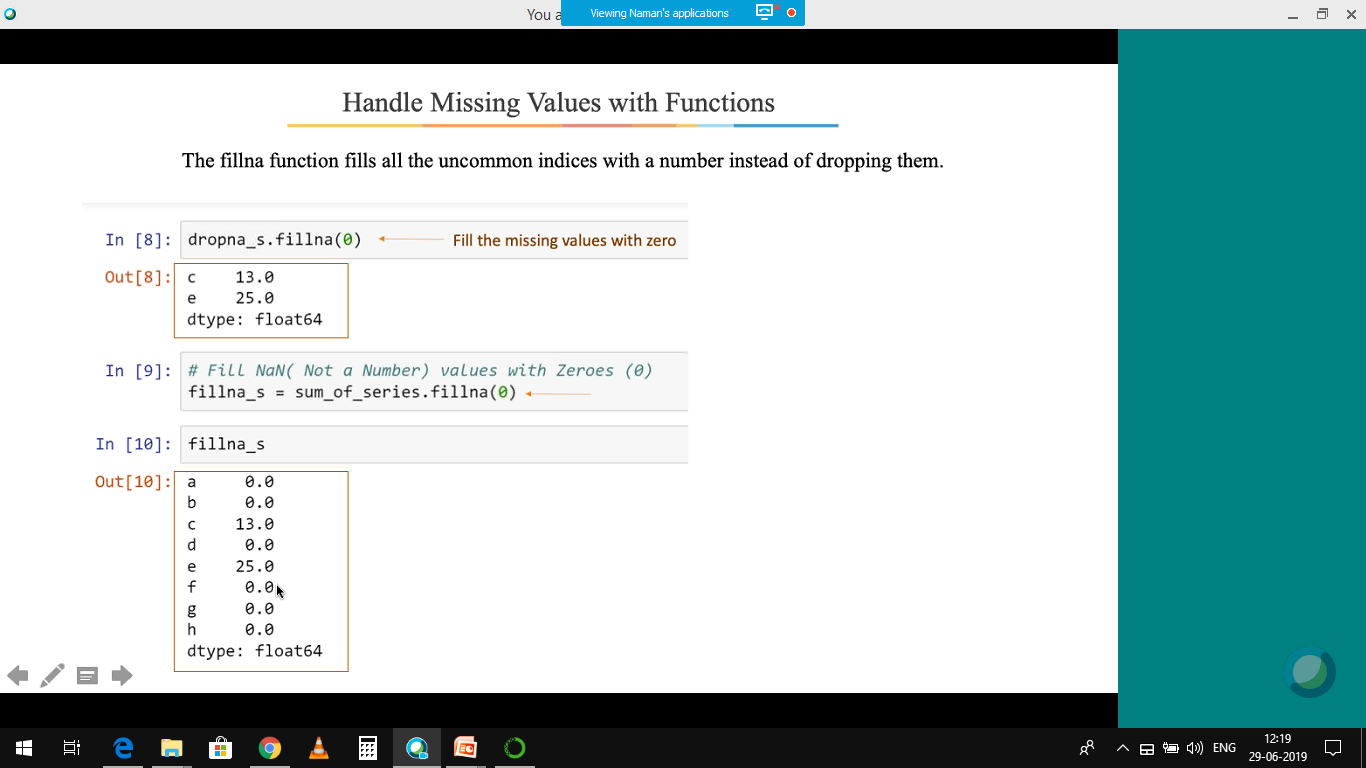 You a
Viewing Naman's applications
Handle Missing Values with Functions
The fillna function fills all the uncommon indices with a number instead of dropping them.
In [8]: dropna_s.fillna(0) Fill the missing values with zero
Out[8]: c 13.0
e 25.0
dtype: float64
In [9]: # Fill NaN( Not a Number) values with Zeroes (0)
fillna_s = sum_of_series.fillna(0)
In [10]: fillna_s
Out[10]: a 0.0
b 0.0
c 13.0
d 0.0
e 25.0
f 0.0
g 0.0
h 0.0
dtype: float64
ENG
12:19
29-06-2019